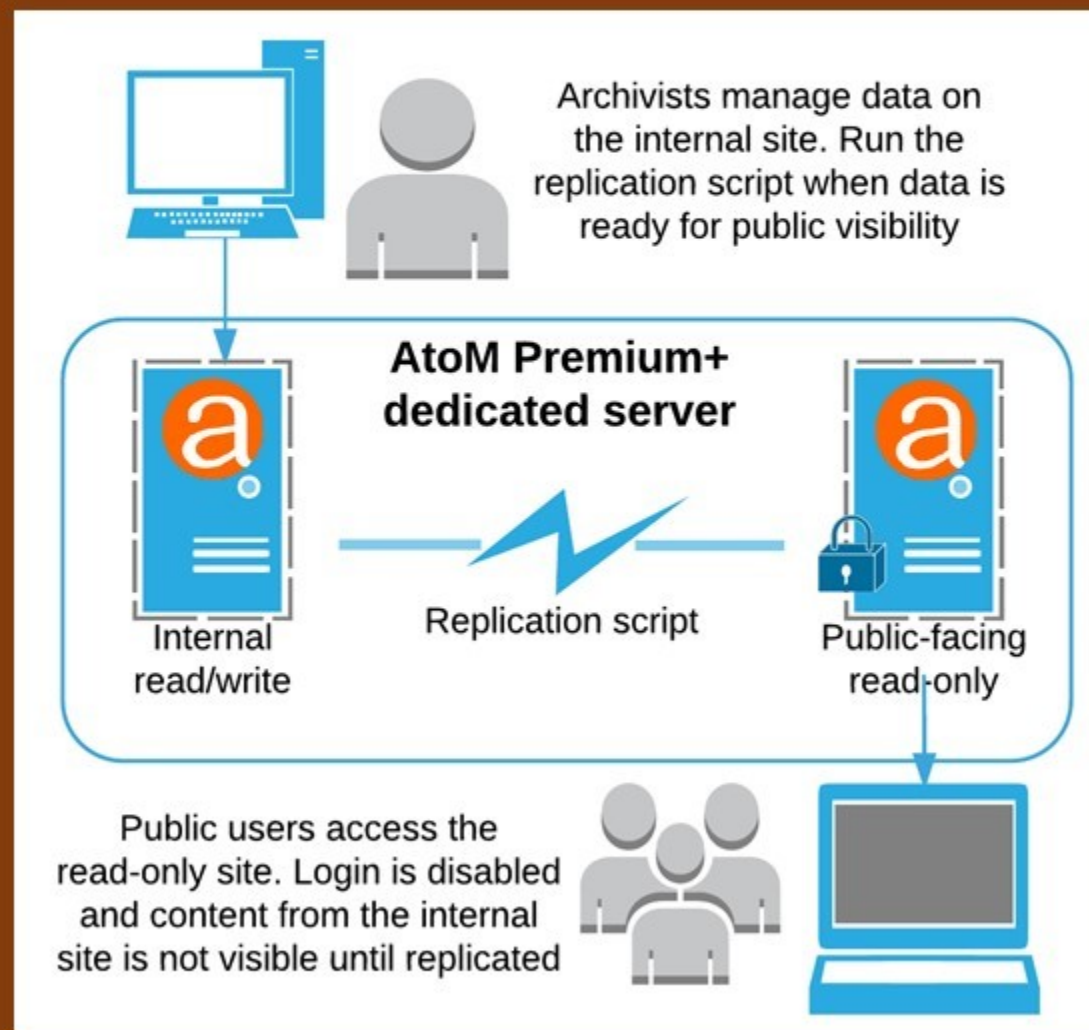 Archivists manage data on
the internal site. Run the
replication script when data is
ready for public visibility
AtoM Premium+
dedicated server
a
a
Replication script
Internal
read/write
Public-facing
read-only
Public users access the
read-only site. Login is disabled
and content from the internal
site is not visible until replicated